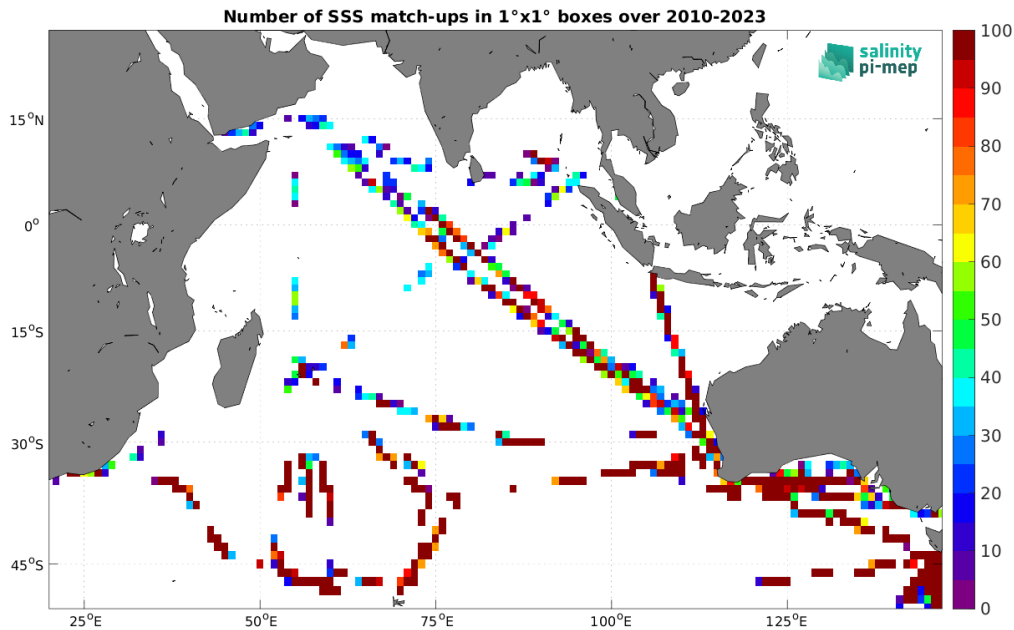 Number of SSS match-ups in 1°x1° boxes over 2010-2023
salinity
pi-mep
100
90
80
70
60
50
40
30
20
10
0
15°N
0°
15°S
30°S
45°S
25°E
50°E
75°E
100°E
125°E